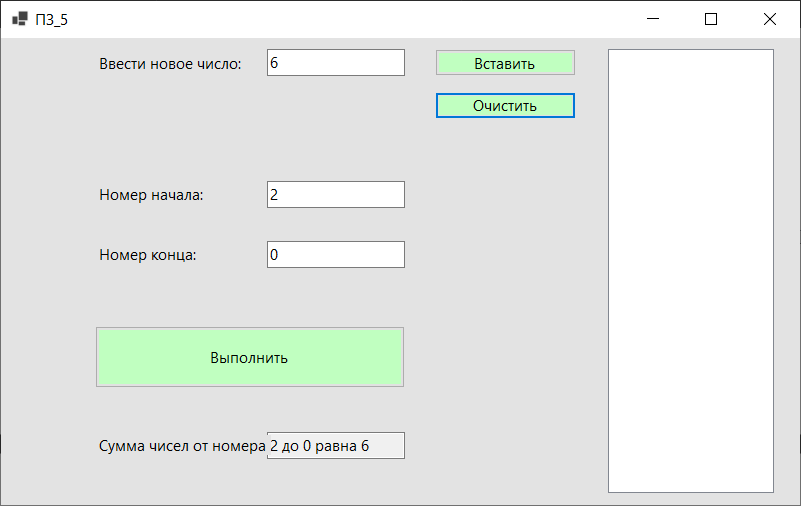 ПЗ_5
Ввести новое число: 6 Вставить
Очистить
Номер начала: 2
Номер конца: 0
Выполнить
Сумма чисел от номера 2 до 0 равна 6